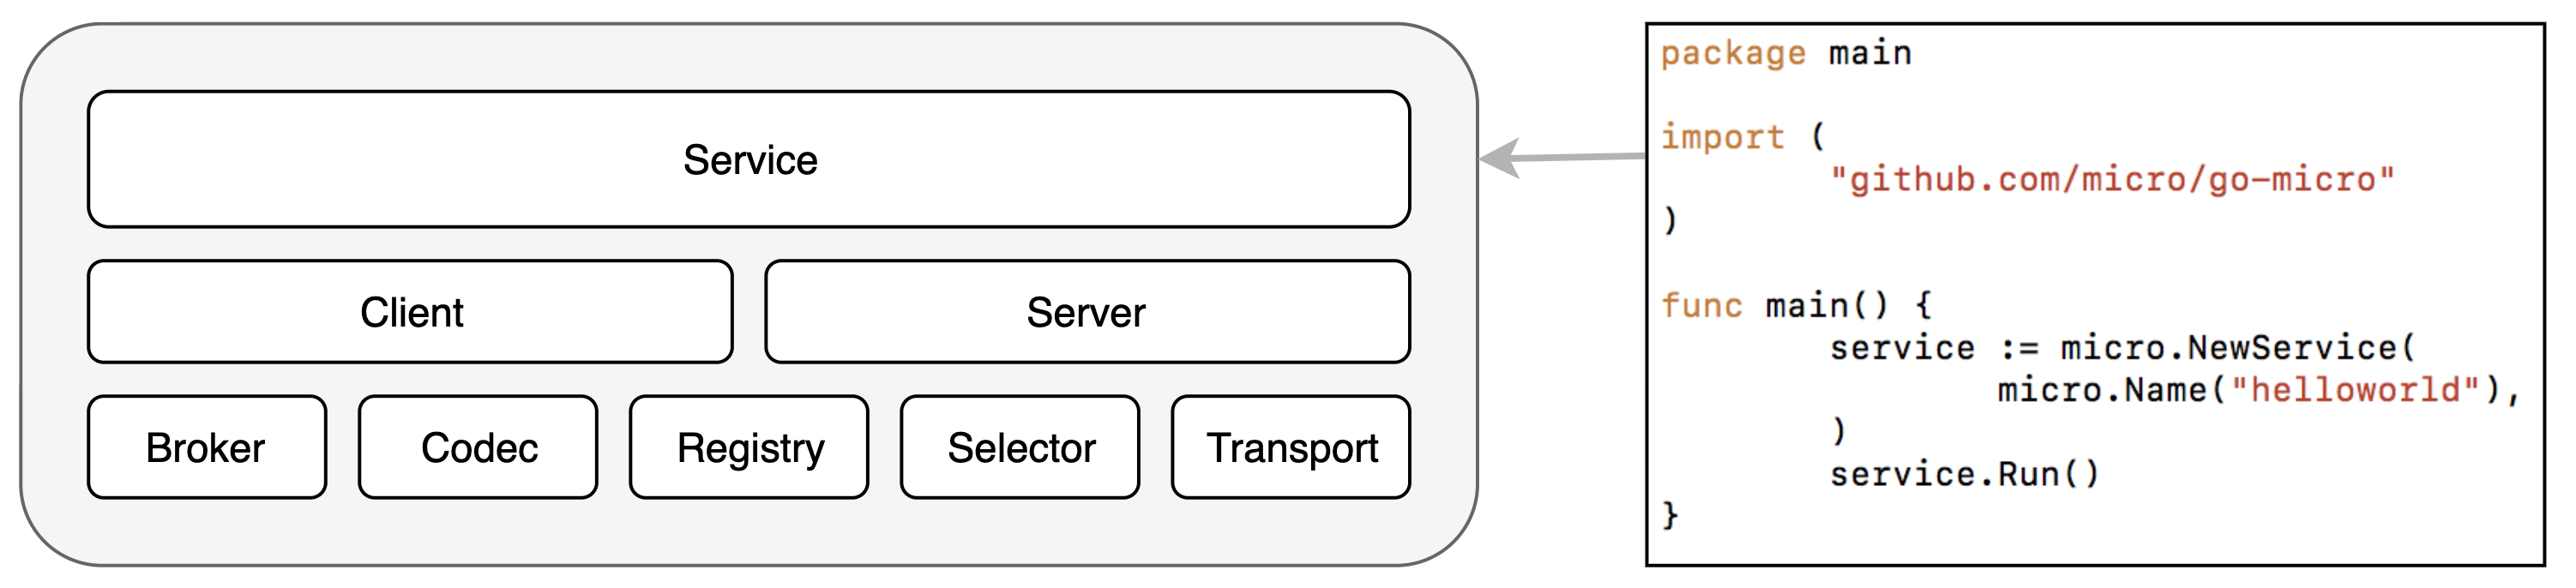 Service
Client
Server
Broker
Codec
Registry
Selector
Transport
package main
import (
"github.com/micro/go-micro"
)
func main() {
service := micro.NewService(
micro.Name("helloworld"),
)
service.Run()
}